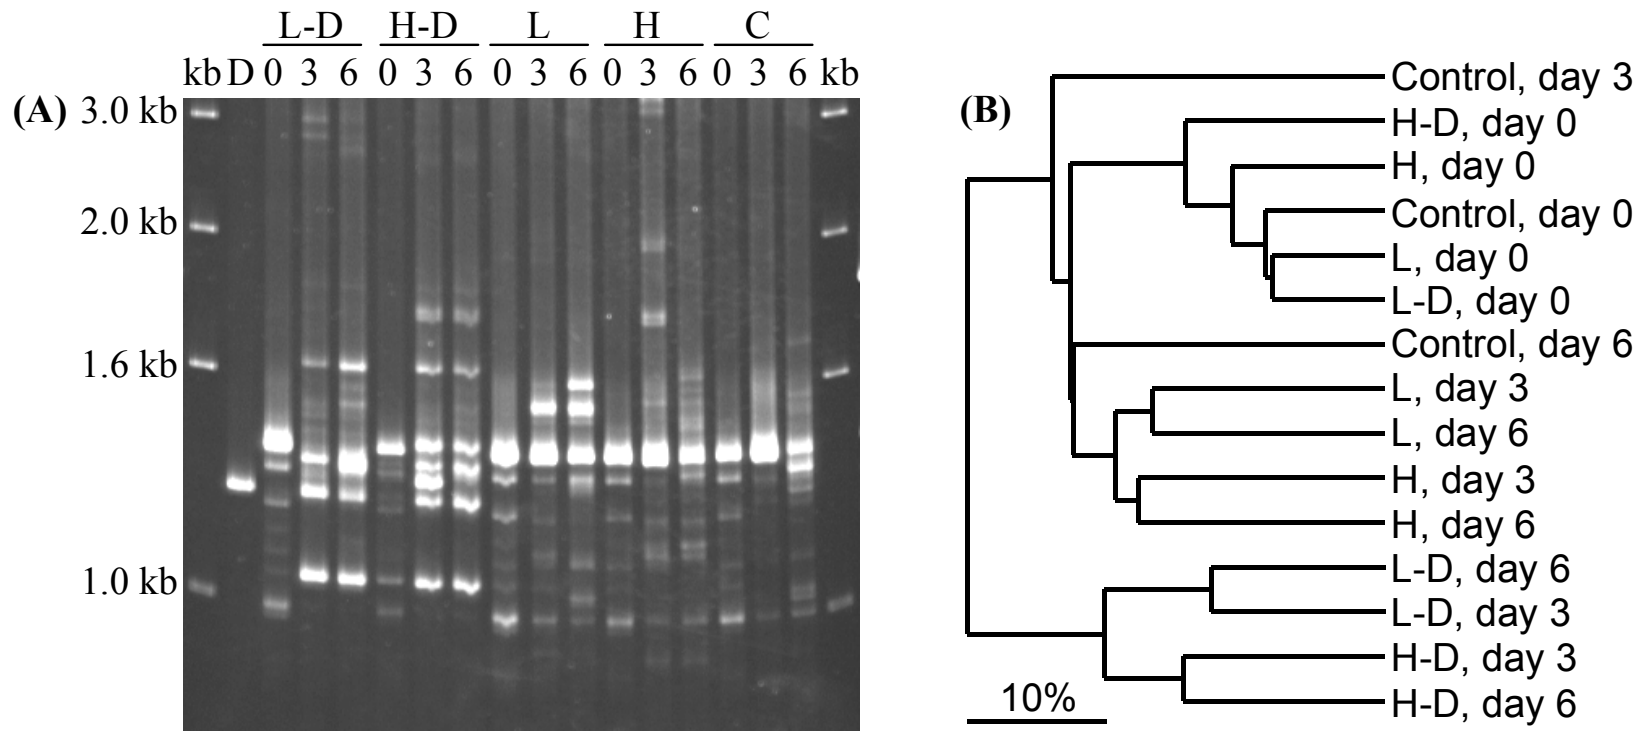 L-D H-D L H C
kb D 0 3 6 0 3 6 0 3 6 0 3 6 0 3 6 kb
(A) 3.0 kb
2.0 kb
1.6 kb
1.0 kb
(B)
Control, day 3
H-D, day 0
H, day 0
Control, day 0
L, day 0
L-D, day 0
Control, day 6
L, day 3
L, day 6
H, day 3
H, day 6
L-D, day 6
L-D, day 3
H-D, day 3
H-D, day 6
10%